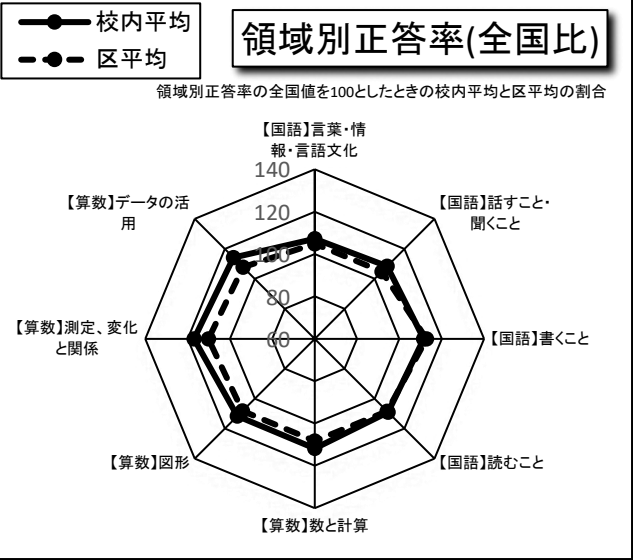 校内平均
区平均
領域別正答率(全国比)
領域別正答率の全国値を100としたときの校内平均と区平均の割合
【国語】言葉・情
報・言語文化
【国語】話すこと・
聞くこと
【国語】書くこと
【国語】読むこと
【算数】数と計算
【算数】図形
【算数】測定、変化
と関係
【算数】データの活
用
140
120
100
80
60